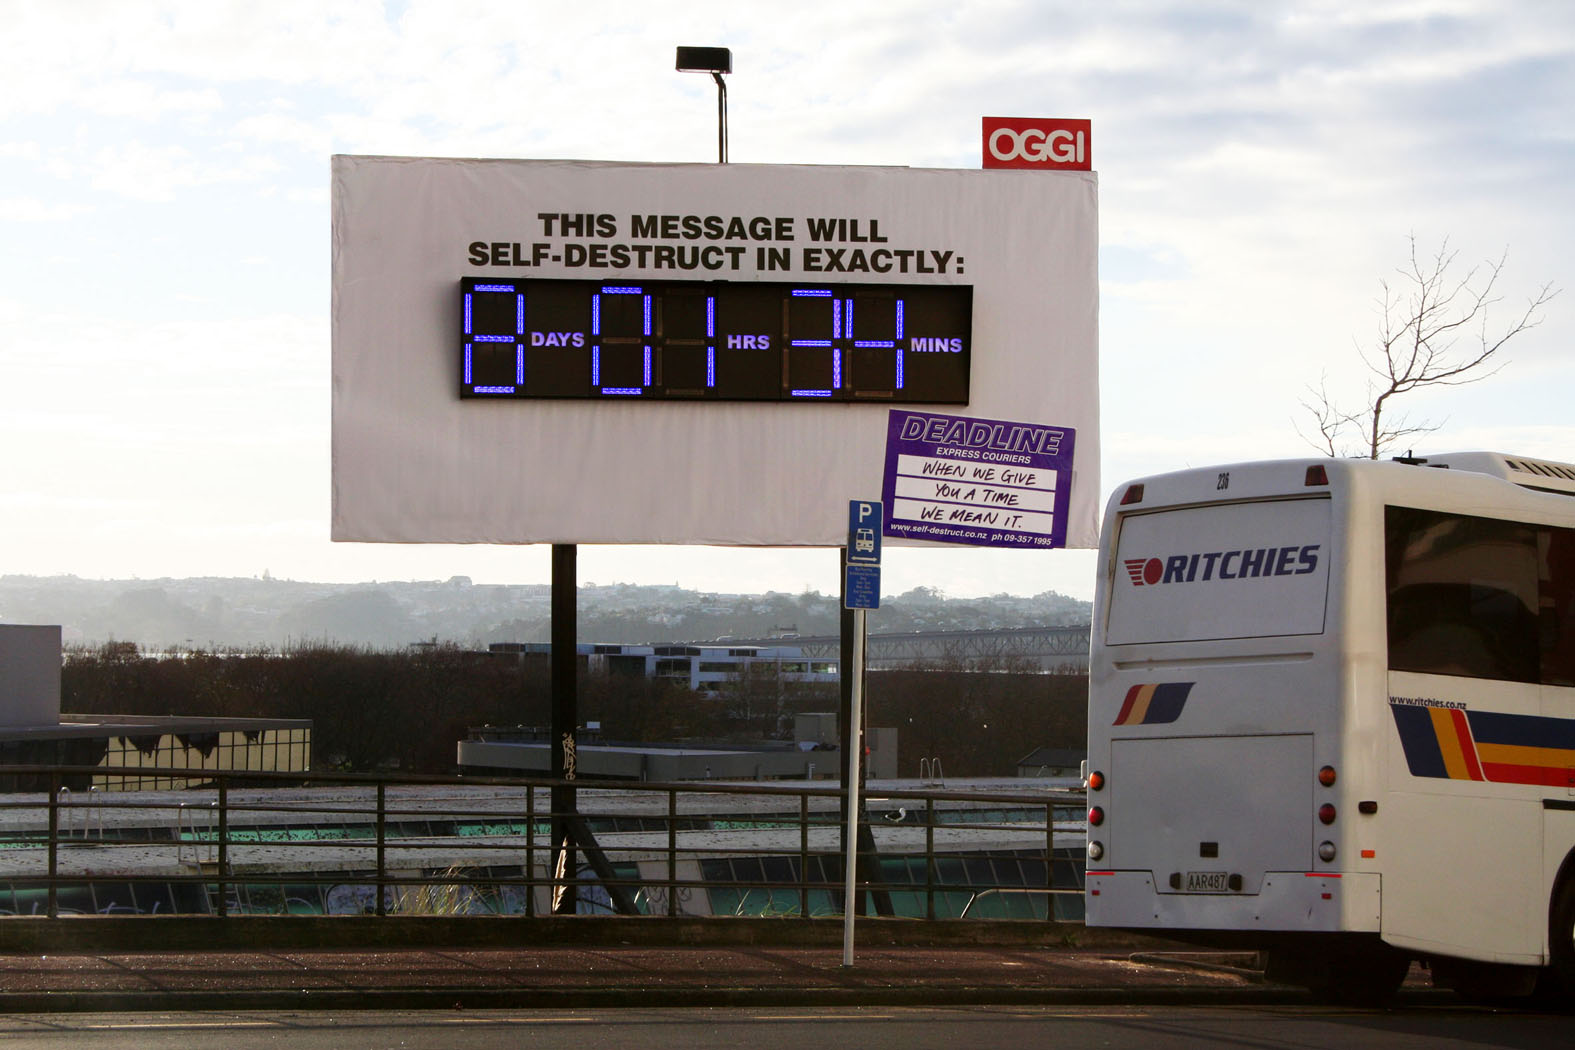 OGGI
THIS MESSAGE WILL
SELF-DESTRUCT IN EXACTLY:
8 DAYS 01 HRS 34 MINS
DEADLINE
EXPRESS COURIERS
WHEN WE GIVE
YOU A TIME
WE MEAN IT.
www.self-destruct.co.nz ph 09-357 1995
P
236
RITCHIES
www.ritchies.co.nz
AAR487